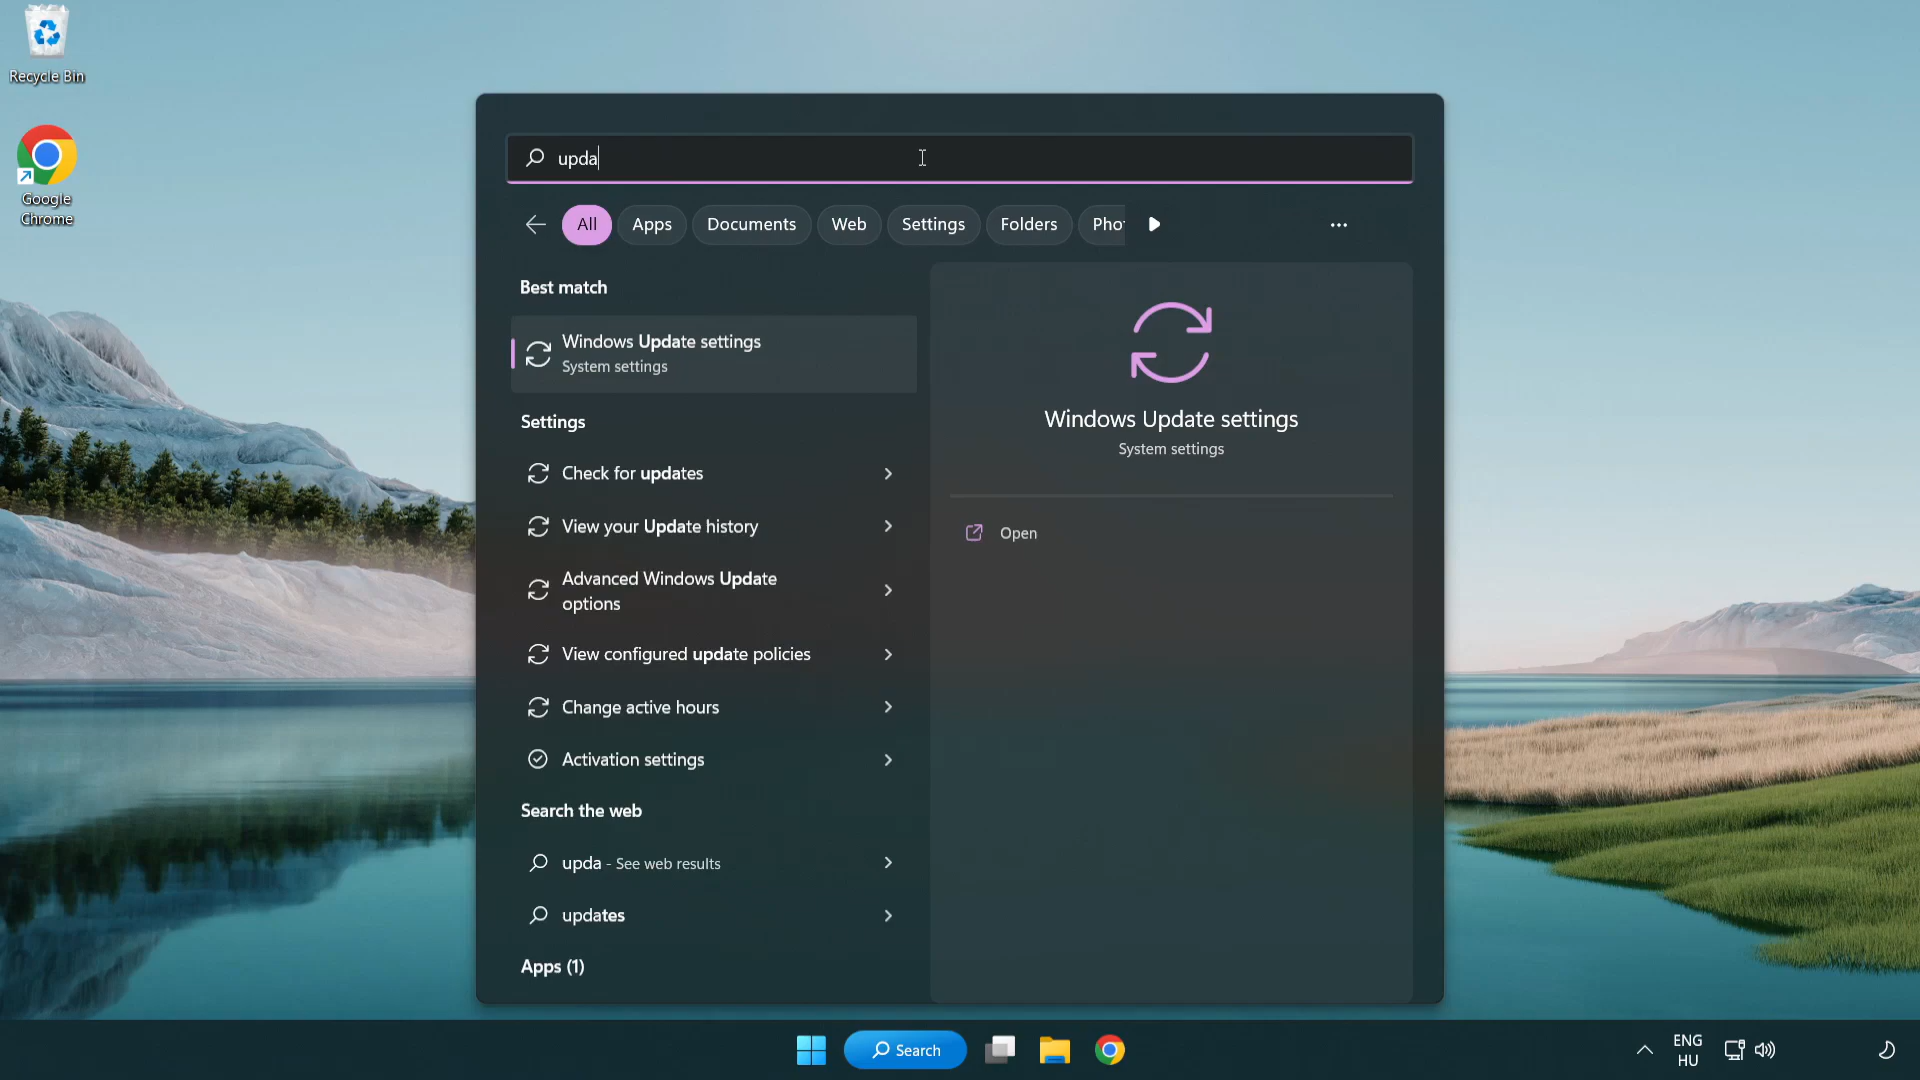 Recycle Bin
Google
Chrome
upda
All
Apps
Documents
Web
Settings
Folders
Pho
Best match
Windows Update settings
System settings
Settings
Check for updates
View your Update history
Advanced Windows Update
options
View configured update policies
Change active hours
Activation settings
Search the web
upda - See web results
updates
Apps (1)
Windows Update settings
System settings
Open
Search
ENG
HU